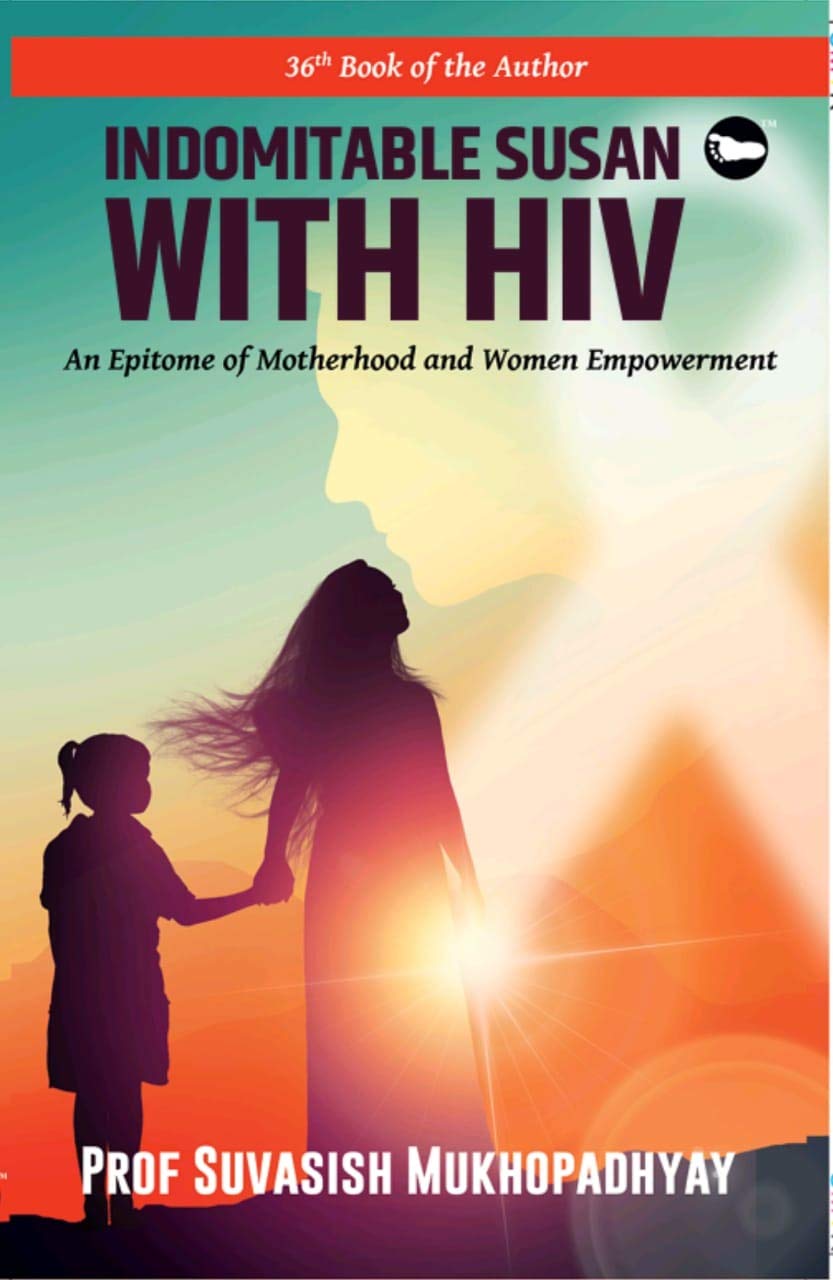 36th Book of the Author
INDOMITABLE SUSAN
TM
WITH HIV
An Epitome of Motherhood and Women Empowerment
PROF SUVASISH MUKHOPADHYAY